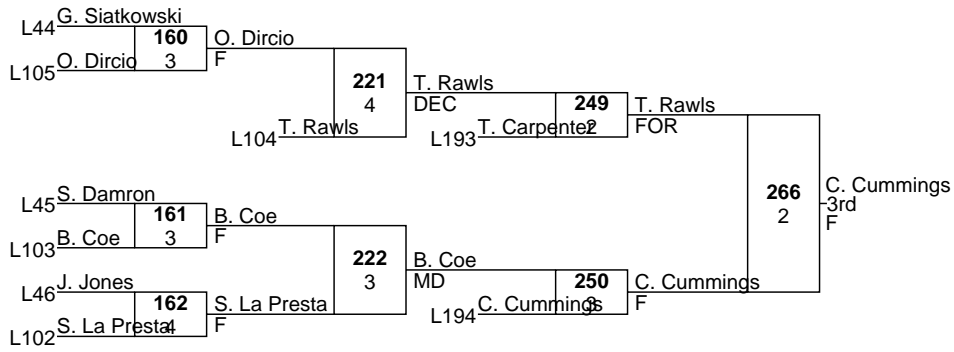 G. Siatkowski
L44
160
O. Dircio
O. Dircio
3
F
L105
221
T. Rawls
4
DEC
249
T. Rawls
T. Rawls
T. Carpenter
2
FOR
L104
L193
S. Damron
266
C. Cummings
L45
161
B. Coe
2
3rd
F
B. Coe
3
F
L103
222
B. Coe
J. Jones
3
MD
250
C. Cummings
L46
162
S. La Presta
C. Cummings
3
F
S. La Presta
4
F
L194
L102